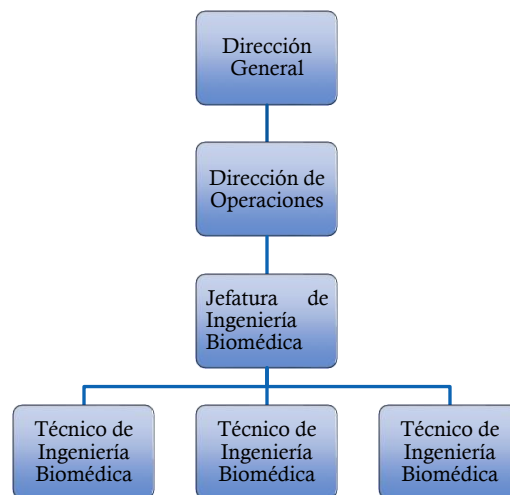 Dirección
General
Dirección de
Operaciones
Jefatura de
Ingeniería
Biomédica
Técnico de
Ingeniería
Biomédica
Técnico de
Ingeniería
Biomédica
Técnico de
Ingeniería
Biomédica